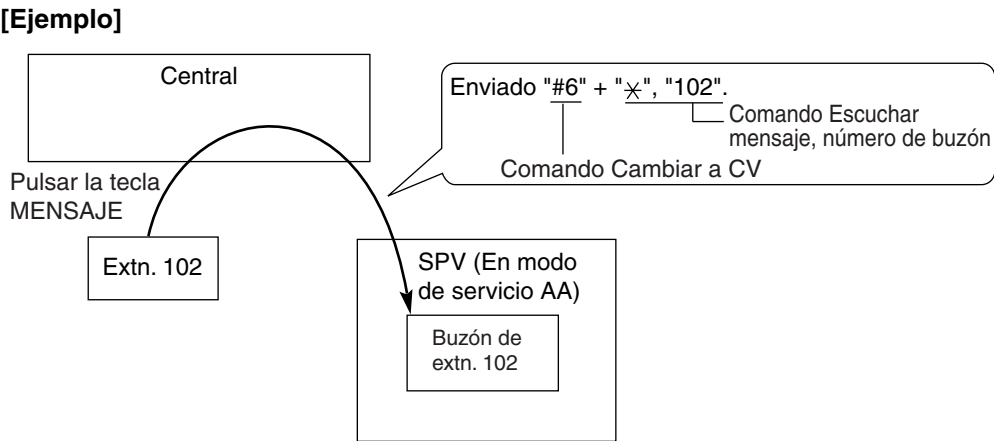 [Ejemplo]
Central
Enviado "#6" + "*", "102".
Comando Escuchar
mensaje, número de buzón
Comando Cambiar a CV
Pulsar la tecla
MENSAJE
Extn. 102
SPV (En modo
de servicio AA)
Buzón de
extn. 102